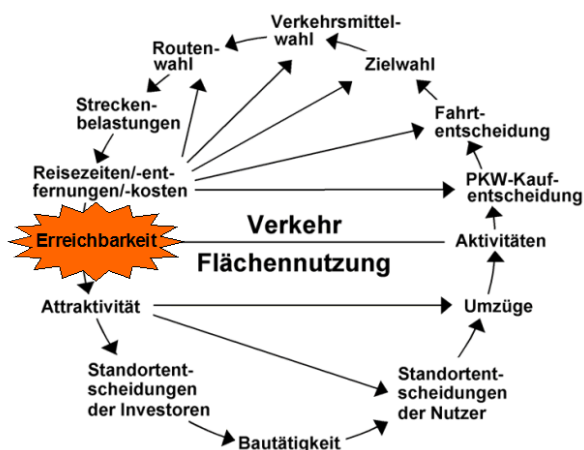 Verkehrsmittel-
wahl
Routen-
wahl
Zielwahl
Strecken-
belastungen
Fahrt-
entscheidung
Reisezeiten/-ent-
fernungen/-kosten
PKW-Kauf-
entscheidung
Verkehr
Erreichbarkeit
Aktivitäten
Flächennutzung
Attraktivität
Umzüge
Standortent-
scheidungen
der Investoren
Standortent-
scheidungen
der Nutzer
Bautätigkeit